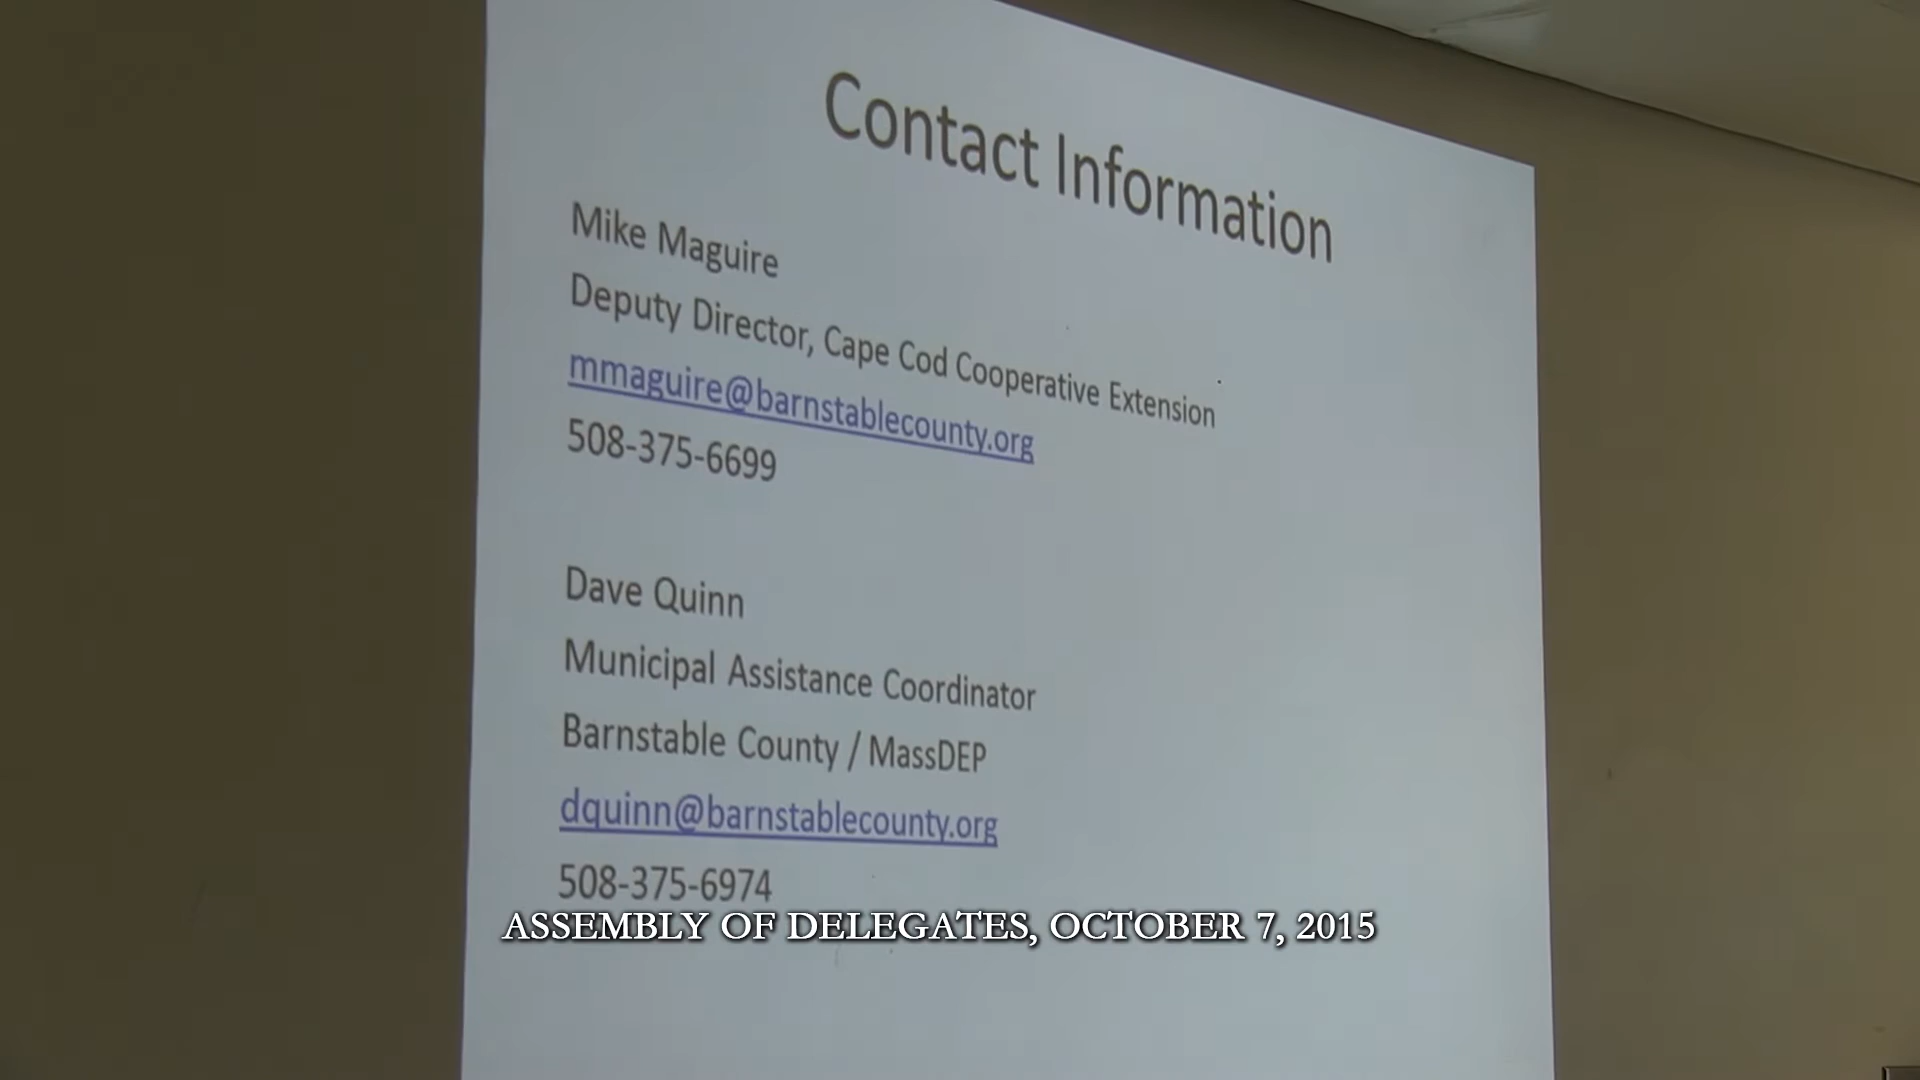 Contact Information
Mike Maguire
Deputy Director, Cape Cod Cooperative Extension
mmaguire@barnstablecounty.org
508-375-6699
Dave Quinn
Municipal Assistance Coordinator
Barnstable County / MassDEP
dquinn@barnstablecounty.org
508-375-6974
ASSEMBLY OF DELEGATES, OCTOBER 7, 2015